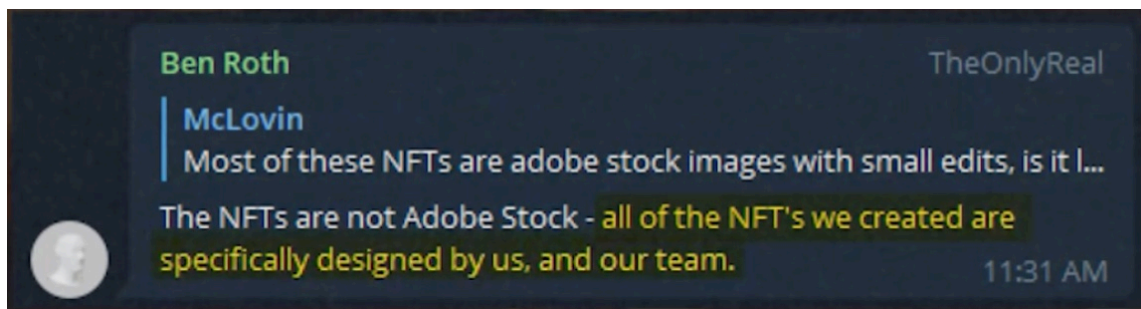 Ben Roth TheOnlyReal
McLovin
Most of these NFTs are adobe stock images with small edits, is it l...
The NFTs are not Adobe Stock - all of the NFT's we created are
specifically designed by us, and our team.
11:31 AM